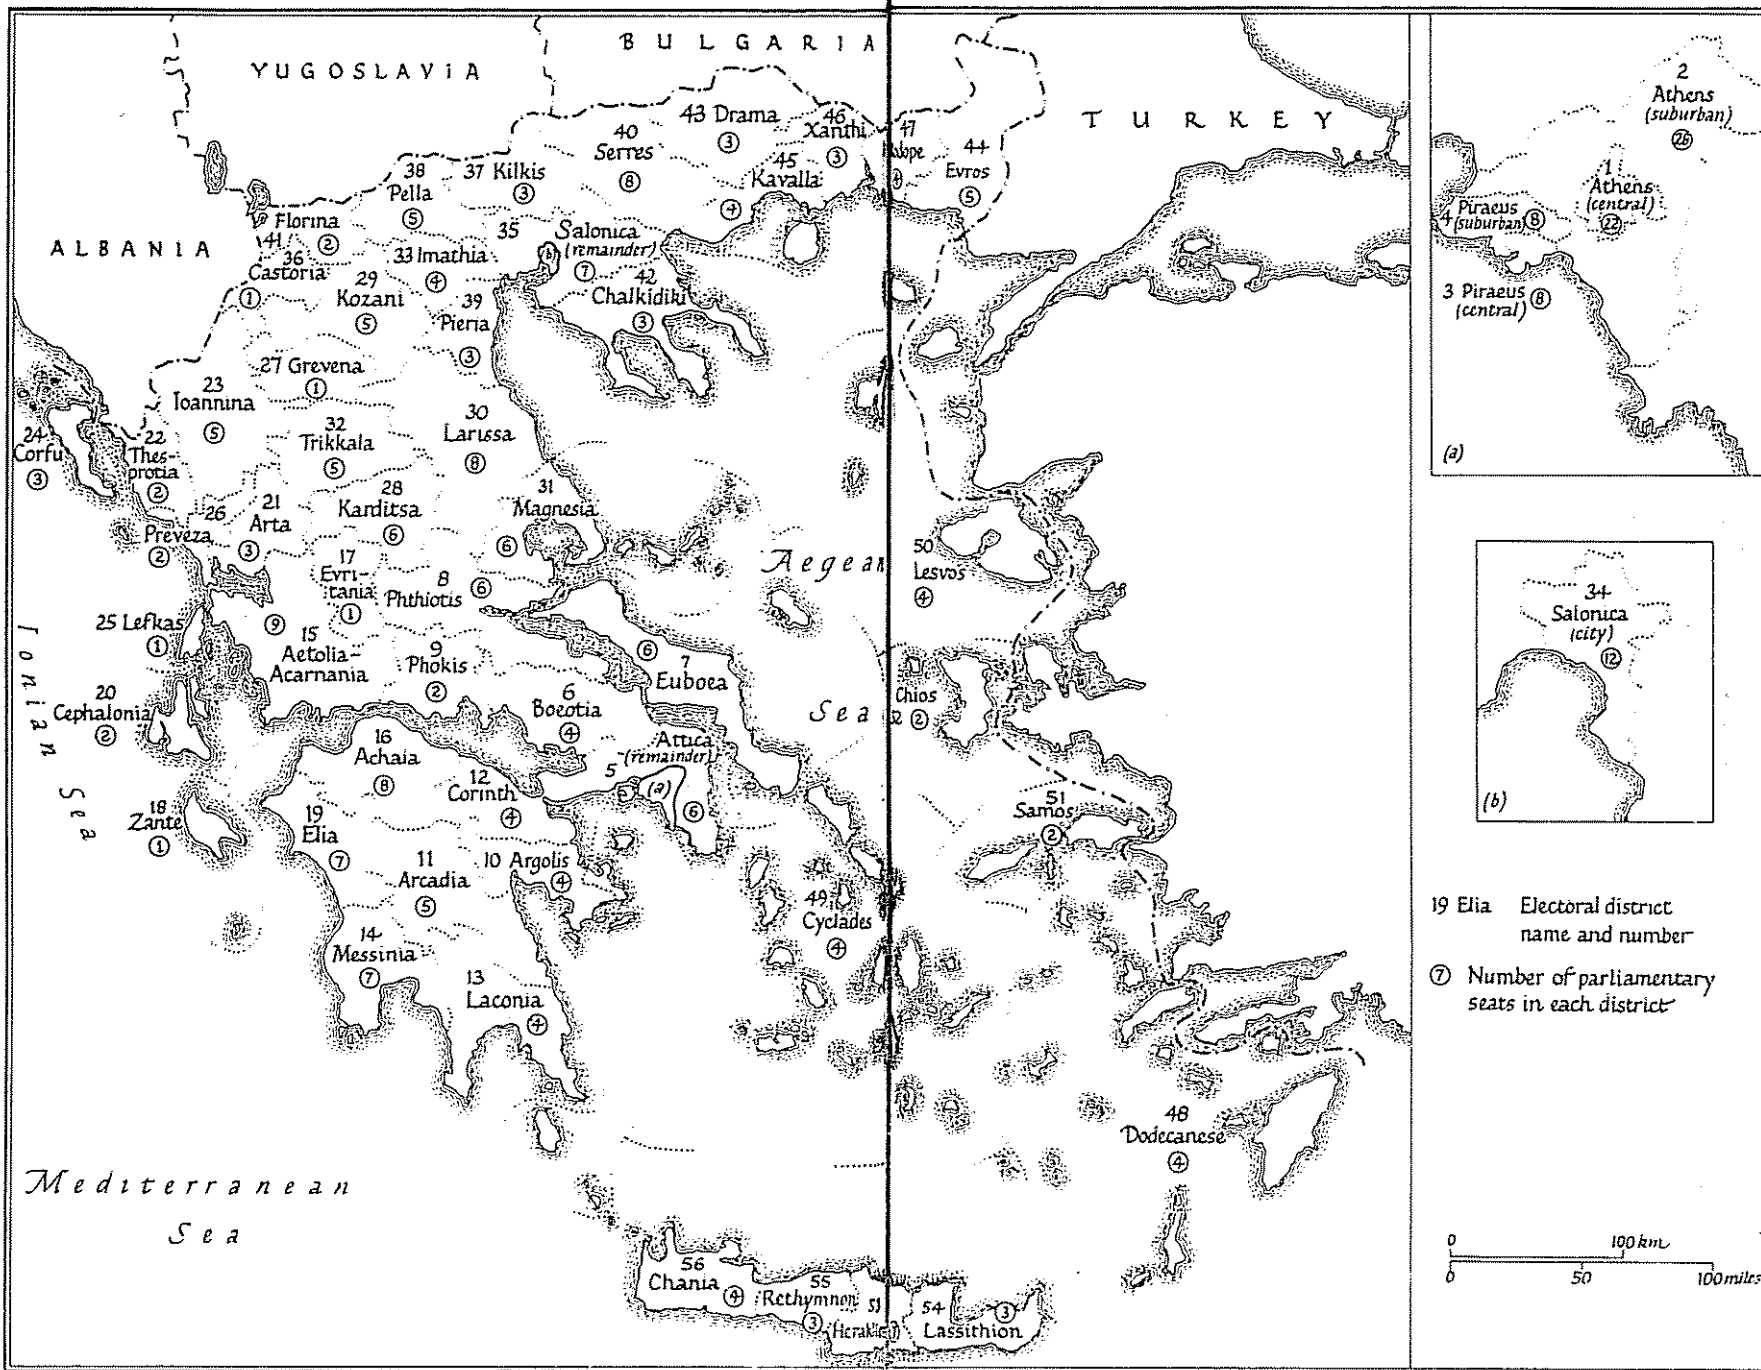 BULGARIA
YUGOSLAVIA
TURKEY
ALBANIA
43 Drama
③
46
Xanthi
③
47
④
44
Evros
⑤
40
Serres
⑧
45
Kavalla
④
38
Pella
⑤
37 Kilkis
③
Florina
②
41
36
Castoria
①
35
Salonica
(remainder)
⑦
(b)
33 Imathia
④
42
Chalkidiki
③
29
Kozani
⑤
39
Pieria
③
27 Grevena
①
23
Ioannina
⑤
24
Corfu
③
22
Thes-
protia
②
32
Trikkala
⑤
30
Larissa
⑧
26
Preveza
②
21
Arta
③
28
Karditsa
⑥
31
Magnesia
⑥
17
Evri-
tania
①
8
Phthiotis
⑥
Aegean
Sea
50
Lesvos
④
25 Lefkas
①
⑨
15
Aetolia-
Acarnania
9
Phokis
②
⑥
7
Euboea
6
Boeotia
④
Chios
52 ②
Ionian Sea
20
Cephalonia
②
16
Achaia
⑧
12
Corinth
④
Attica
(remainder)
5
(a)
⑥
51
Samos
②
18
Zante
①
19
Elia
⑦
11
Arcadia
⑤
10 Argolis
④
49
Cyclades
④
14
Messinia
⑦
13
Laconia
④
48
Dodecanese
④
Mediterranean
Sea
56
Chania
④
55
Rethymnon
③
54
Lassithion
③
2
Athens
(suburban)
1
Athens
(central)
㉒
4 Piraeus
(suburban)
⑧
3 Piraeus
(central)
⑧
(a)
34
Salonica
(city)
⑫
(b)
19 Elia Electoral district
name and number
⑦ Number of parliamentary
seats in each district
0 100 km
0 50 100 miles